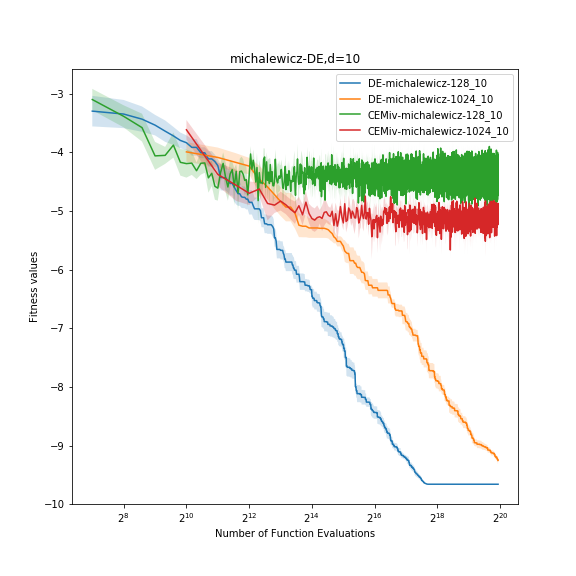 michalewicz-DE,d=10
DE-michalewicz-128_10
DE-michalewicz-1024_10
CEMiv-michalewicz-128_10
CEMiv-michalewicz-1024_10
Fitness values
−3
−4
−5
−6
−7
−8
−9
−10
2^8 2^10 2^12 2^14 2^16 2^18 2^20
Number of Function Evaluations